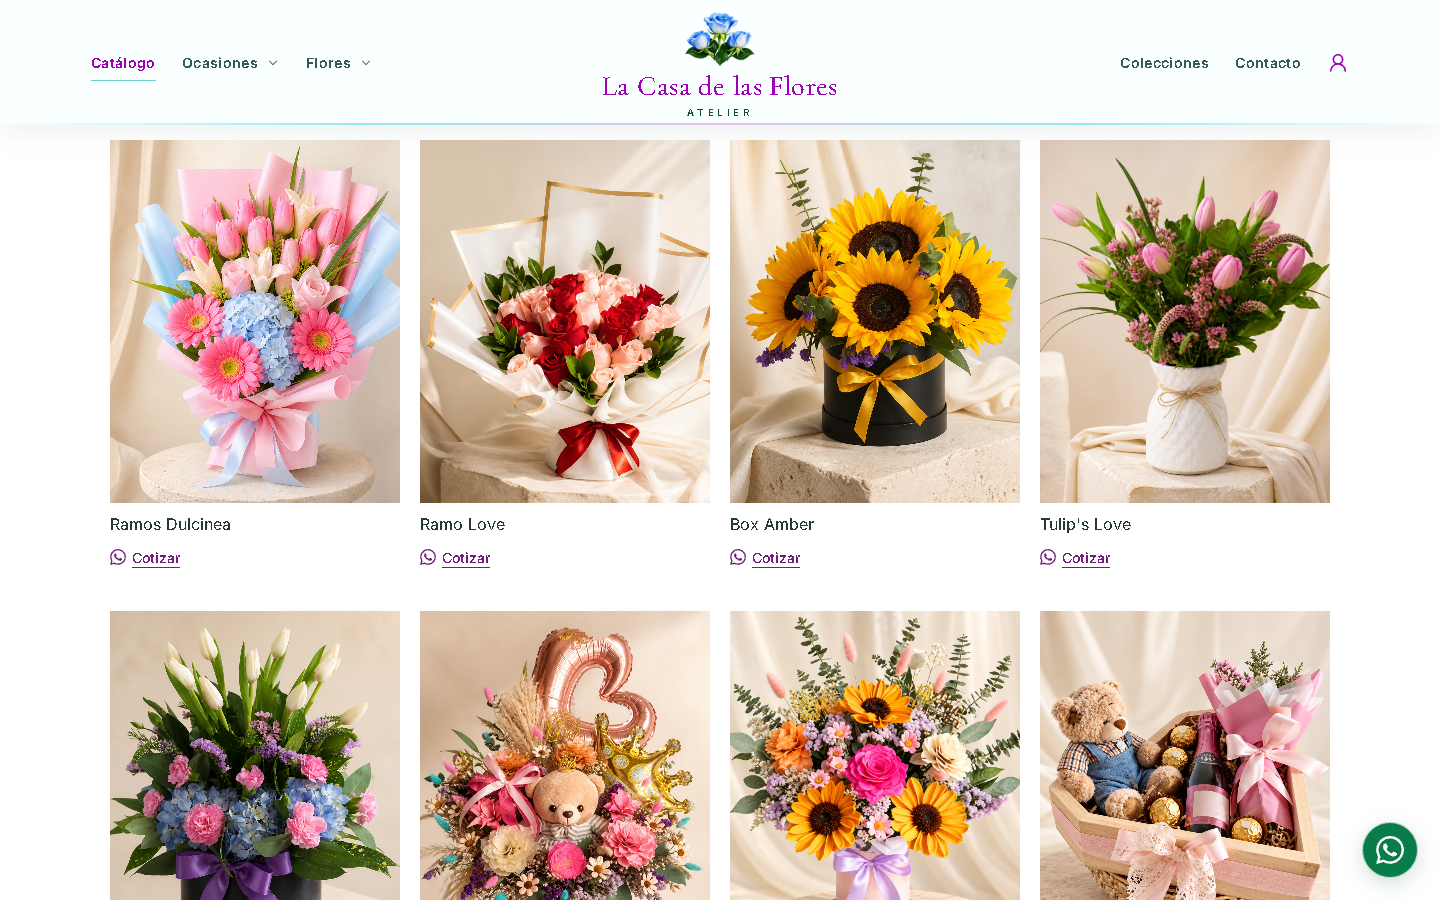 Catálogo
Ocasiones
Flores
La Casa de las Flores
ATELIER
Colecciones
Contacto
Ramos Dulcinea
Ramo Love
Box Amber
Tulip's Love
Cotizar
Cotizar
Cotizar
Cotizar